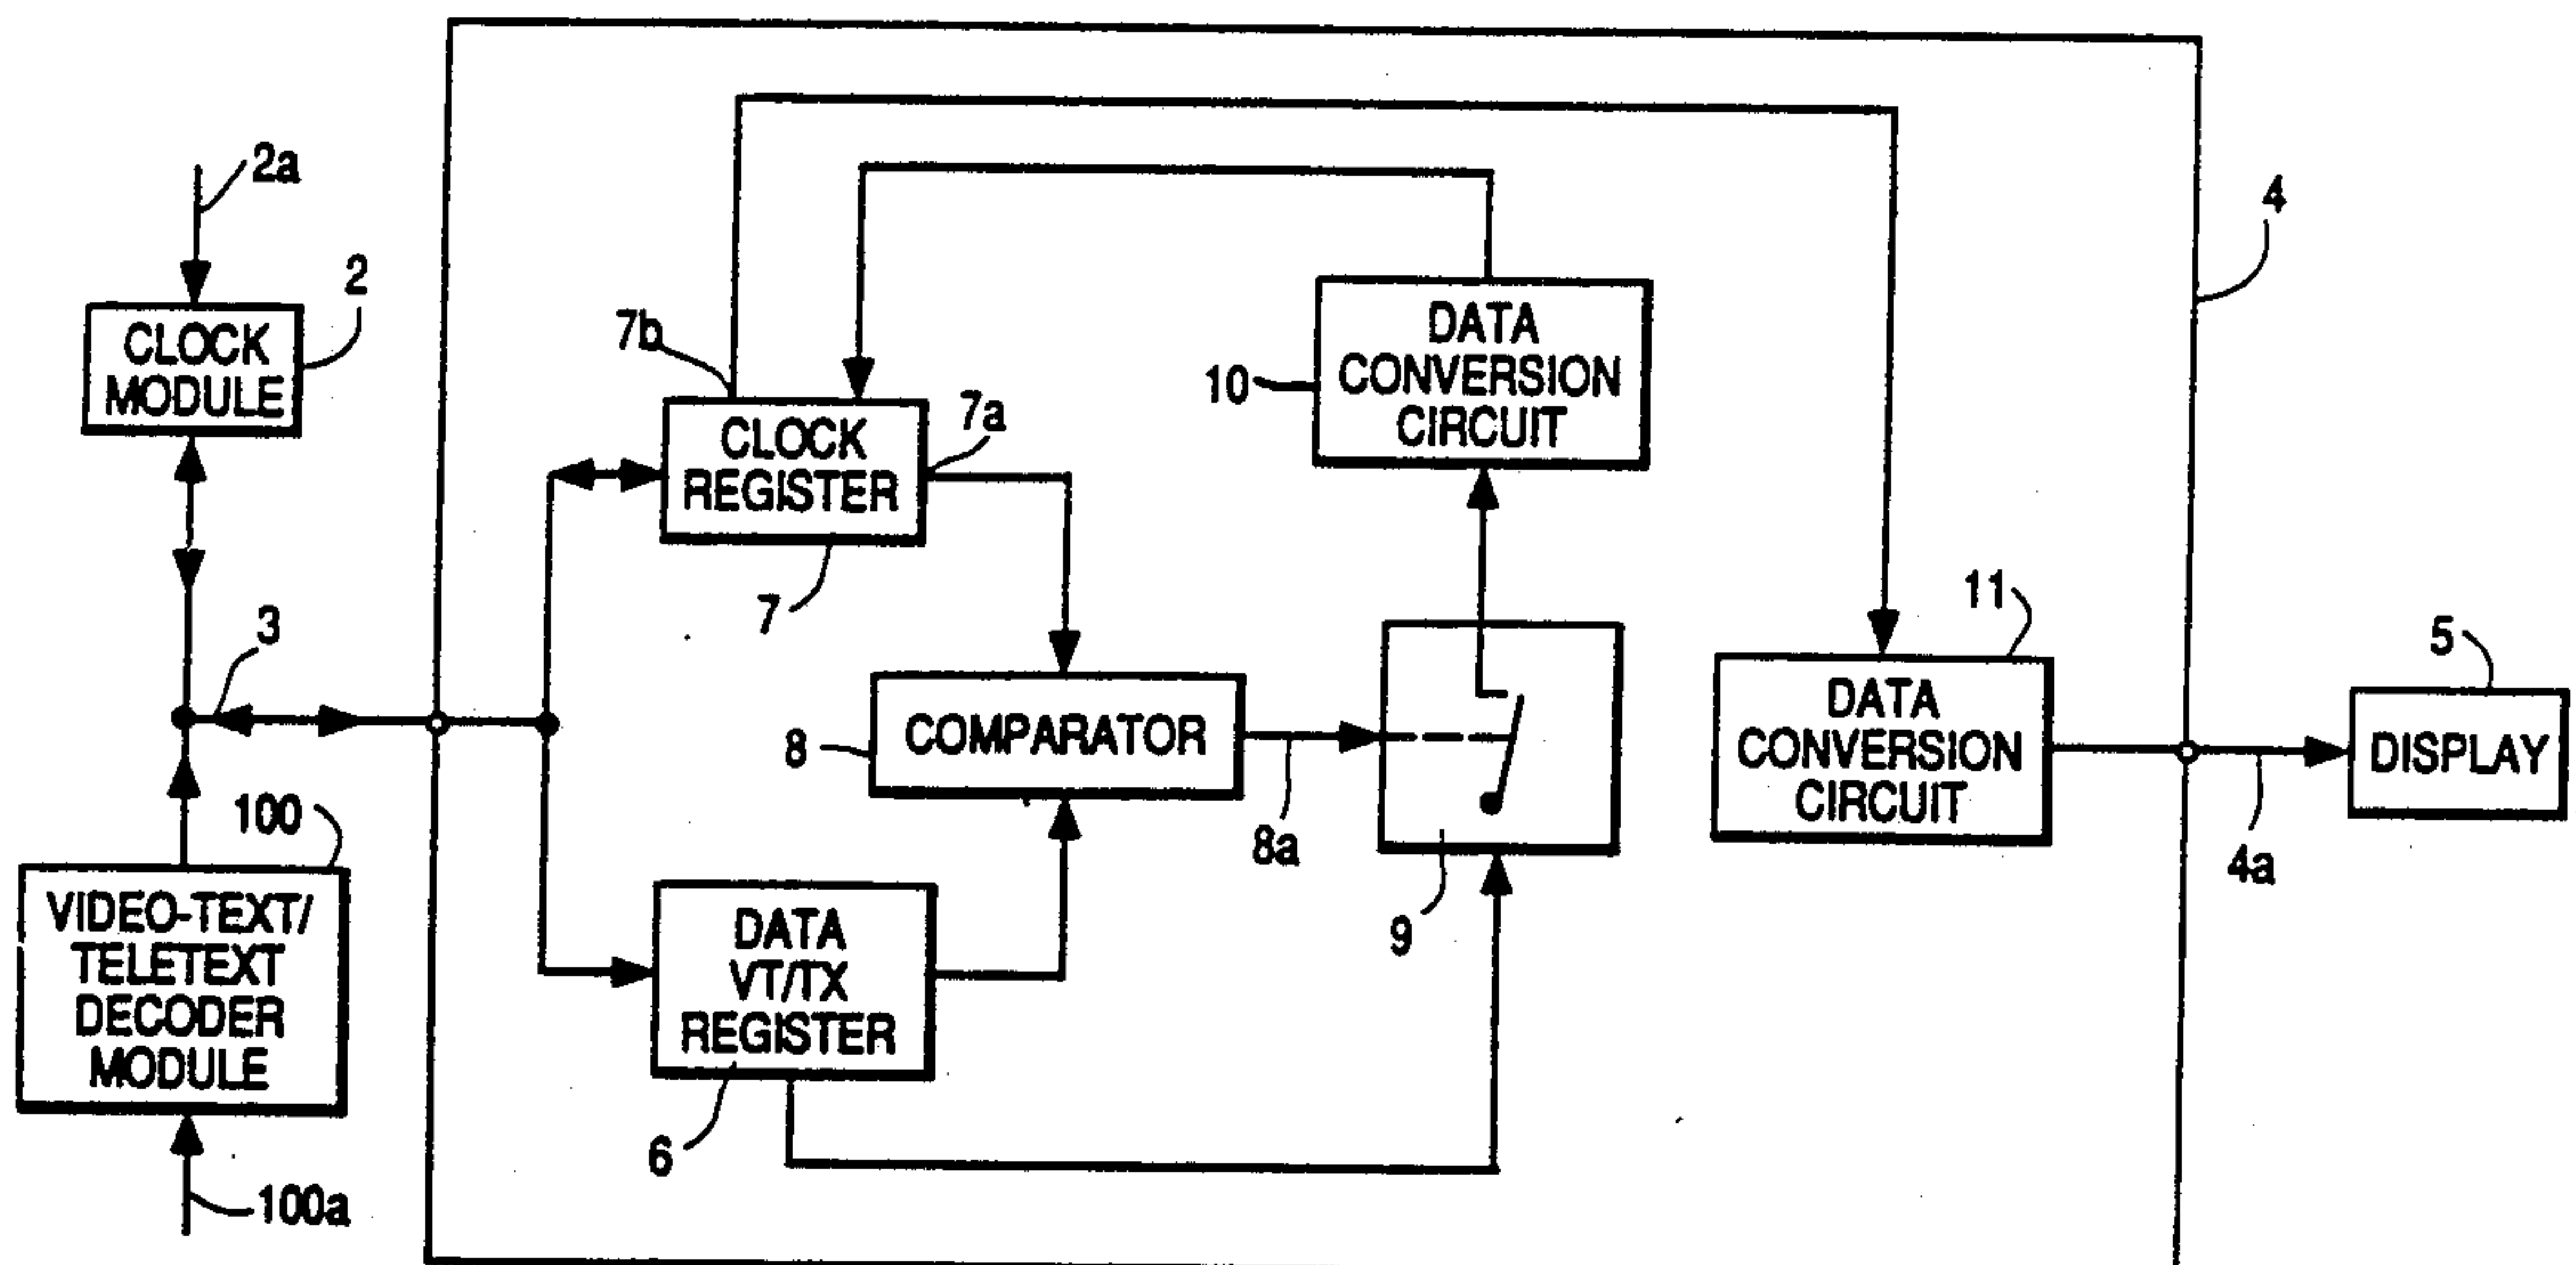 2a
4
2
CLOCK
MODULE
7b
DATA
CONVERSION
CIRCUIT
10
7a
CLOCK
REGISTER
7
3
11
5
8
COMPARATOR
DATA
CONVERSION
CIRCUIT
DISPLAY
8a
4a
100
VIDEO-TEXT/
TELETEXT
DECODER
MODULE
9
DATA
VT/TX
REGISTER
6
100a